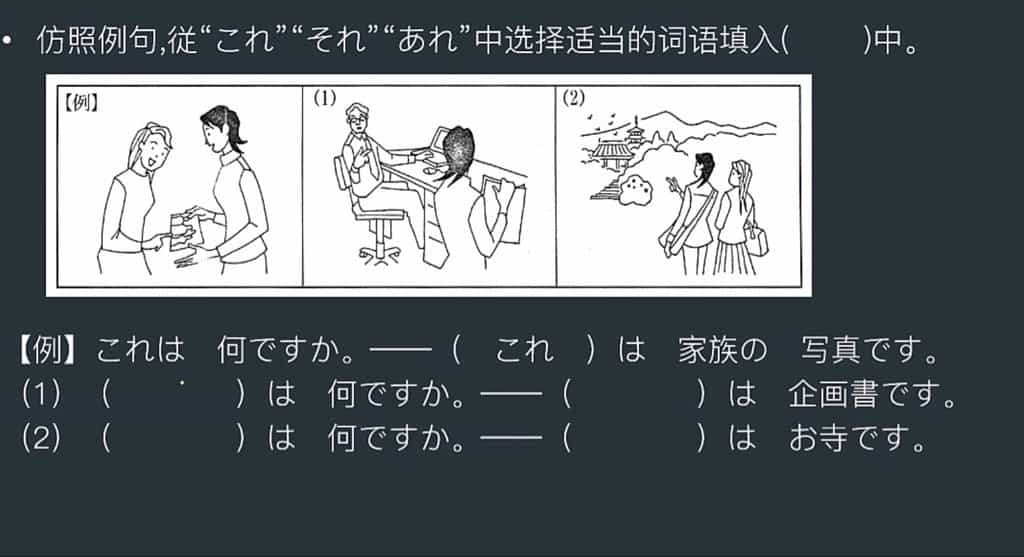 • 仿照例句,従“これ”“それ”“あれ”中选择适当的词语填入(　　)中。
【例】
(1)
(2)
【例】これは　何ですか。——（　これ　）は　家族の　写真です。
(1)　（　　　　）は　何ですか。——（　　　　）は　企画書です。
(2)　（　　　　）は　何ですか。——（　　　　）は　お寺です。